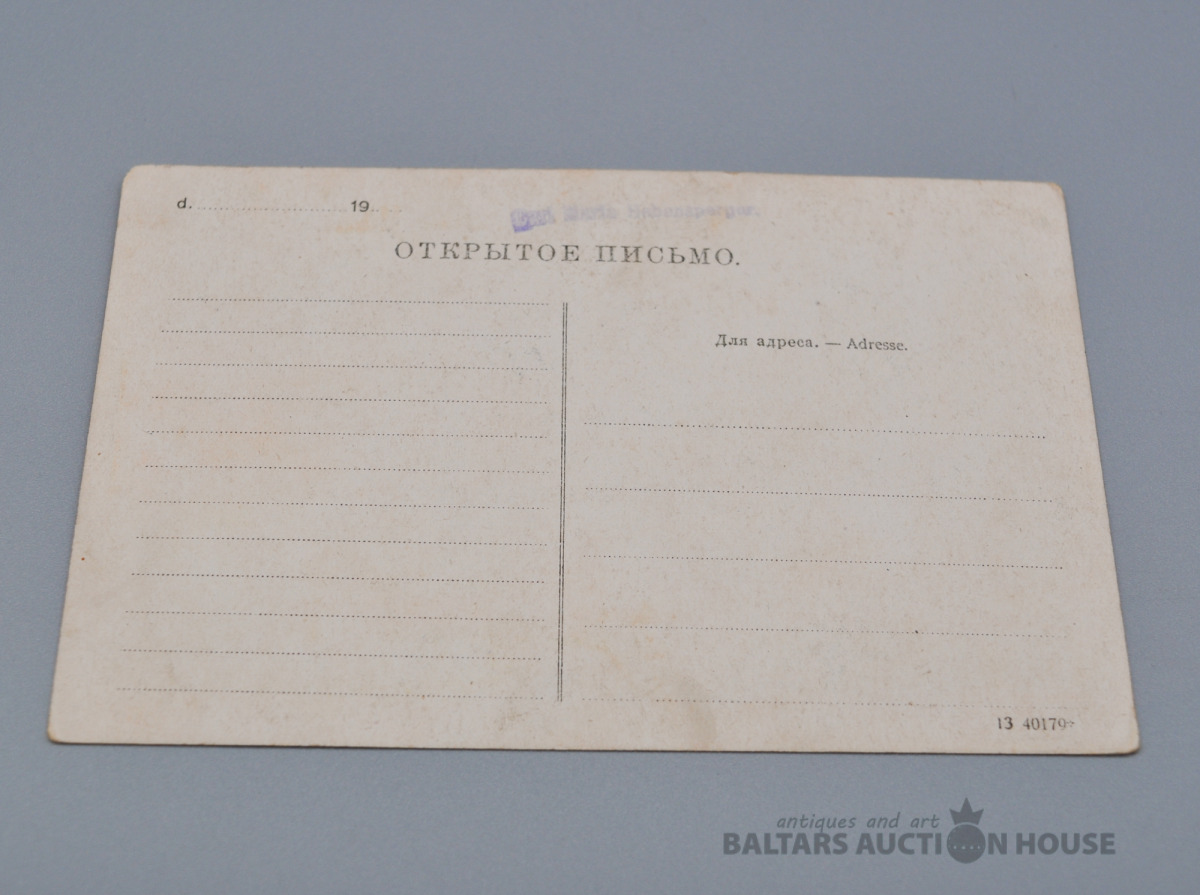 d. 19
ОТКРЫТОЕ ПИСЬМО.
Для адреса. — Adresse.
13 40179
antiques and art
BALTARS AUCTION HOUSE